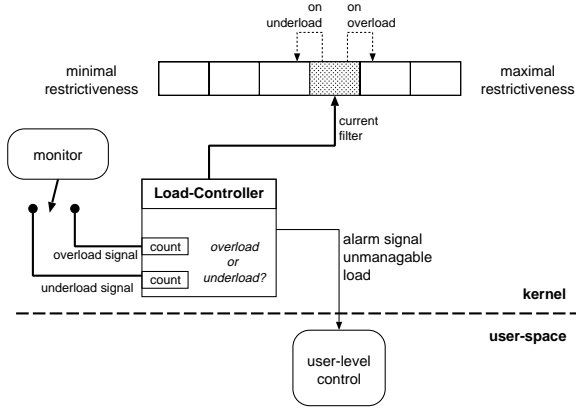 on
underload
on
overload
minimal
restrictiveness
maximal
restrictiveness
current
filter
monitor
Load-Controller
overload signal
count
underload signal
count
overload
or
underload?
alarm signal
unmanagable
load
kernel
user-space
user-level
control